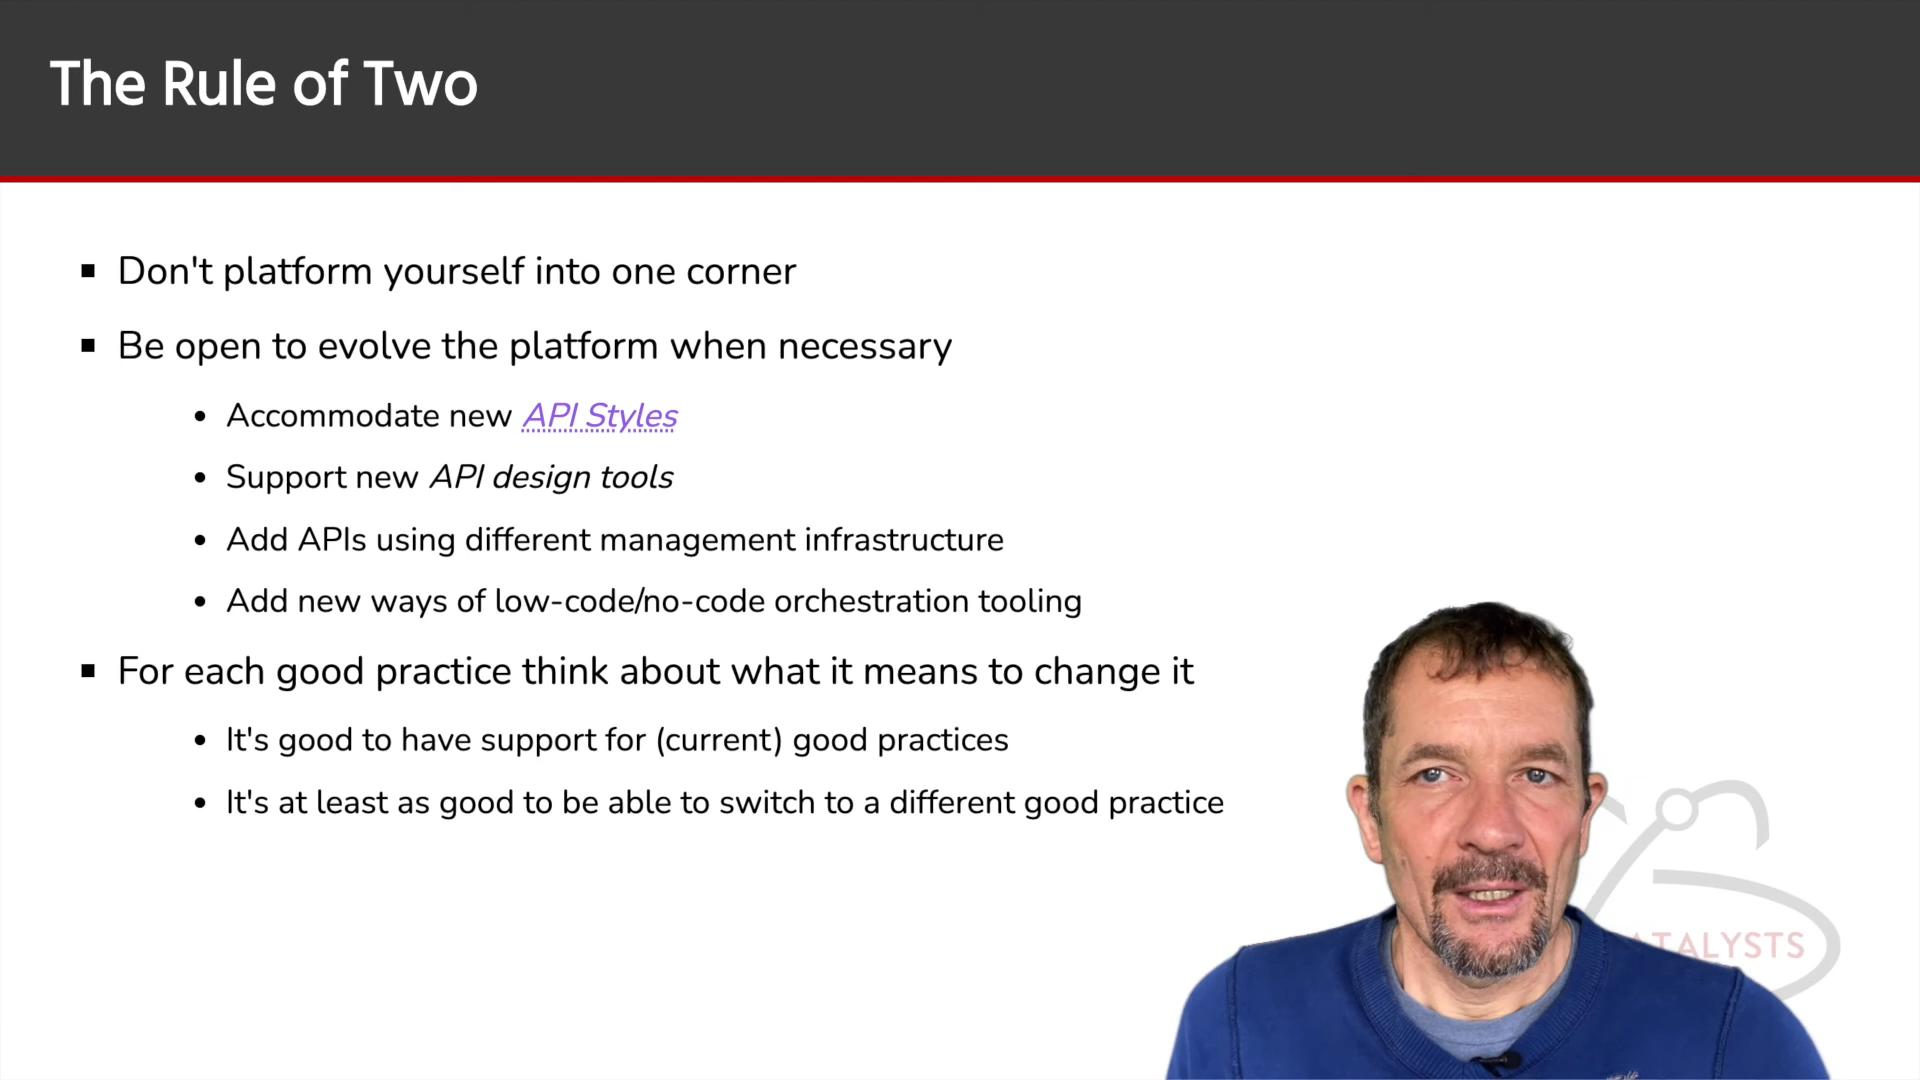 The Rule of Two
Don't platform yourself into one corner
Be open to evolve the platform when necessary
Accommodate new API Styles
Support new API design tools
Add APIs using different management infrastructure
Add new ways of low-code/no-code orchestration tooling
For each good practice think about what it means to change it
It's good to have support for (current) good practices
It's at least as good to be able to switch to a different good practice